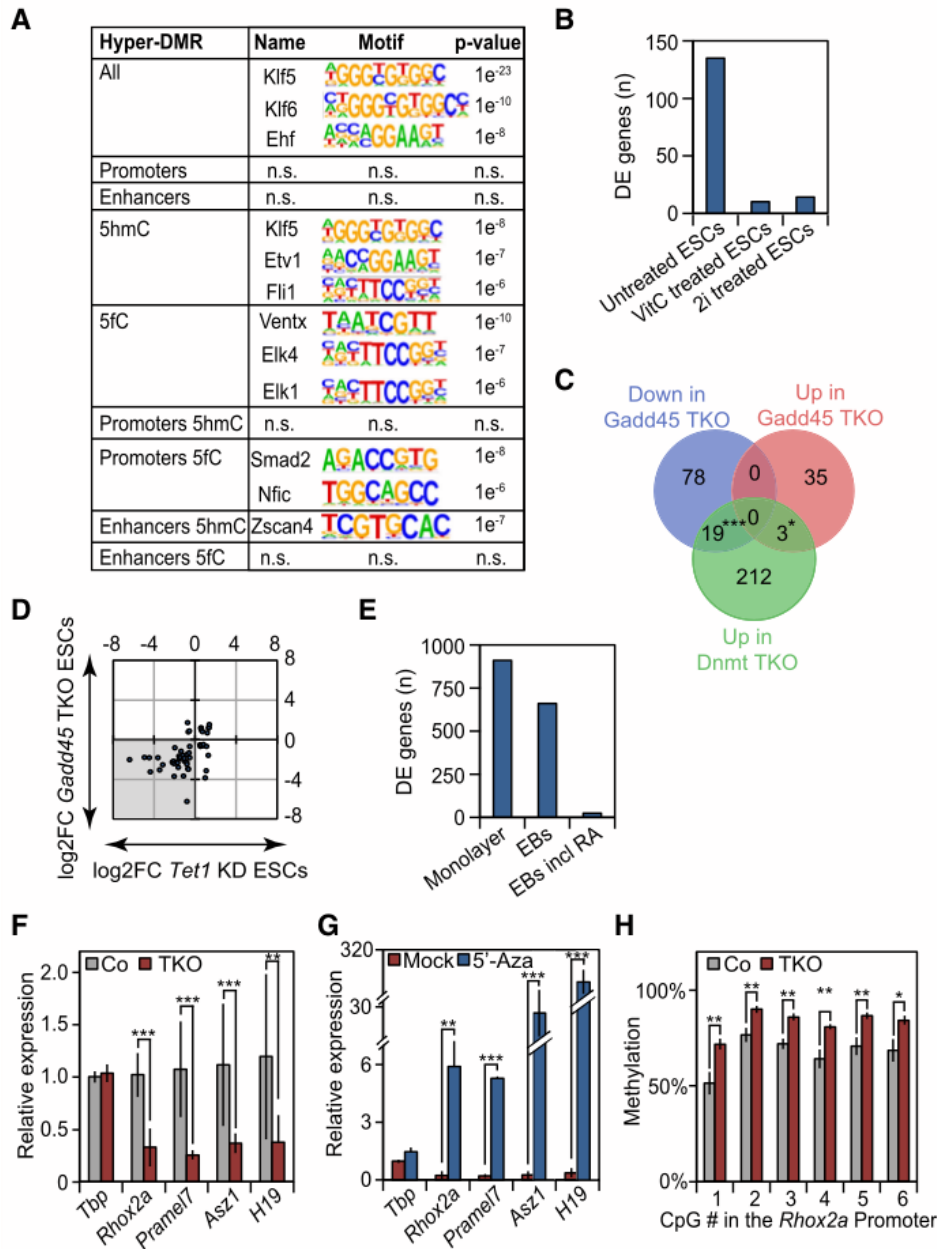 A
Hyper-DMR Name Motif p-value
All Klf5 1e-23
Klf6 1e-10
Ehf 1e-8
Promoters n.s. n.s. n.s.
Enhancers n.s. n.s. n.s.
5hmC Klf5 1e-8
Etv1 1e-7
Fli1 1e-6
5fC Ventx TAATCGTT 1e-10
Elk4 1e-7
Elk1 1e-6
Promoters 5hmC n.s. n.s. n.s.
Promoters 5fC Smad2 AGACCGTG 1e-8
Nfic TGGCAGCC 1e-6
Enhancers 5hmC Zscan4 TCGTGCAC 1e-7
Enhancers 5fC n.s. n.s. n.s.
B
DE genes (n)
150
100
50
0
Untreated ESCs
VitC treated ESCs
2i treated ESCs
C
Down in
Gadd45 TKO
Up in
Gadd45 TKO
78 0 35
0
19*** 3*
212
Up in
Dnmt TKO
D
-8 -4 0 4 8
8
4
0
-4
-8
log2FC Gadd45 TKO ESCs
log2FC Tet1 KD ESCs
E
DE genes (n)
1000
750
500
250
0
Monolayer
EBs
EBs incl RA
F
Co TKO
Relative expression
2.0
1.5
1.0
0.5
0
*** *** *** **
Tbp
Rhox2a
Pramel7
Asz1
H19
G
Mock 5'-Aza
Relative expression
320
30
6
3
0
** *** *** ***
Tbp
Rhox2a
Pramel7
Asz1
H19
H
Co TKO
Methylation
100%
50%
0%
** ** ** ** ** *
1 2 3 4 5 6
CpG # in the Rhox2a Promoter